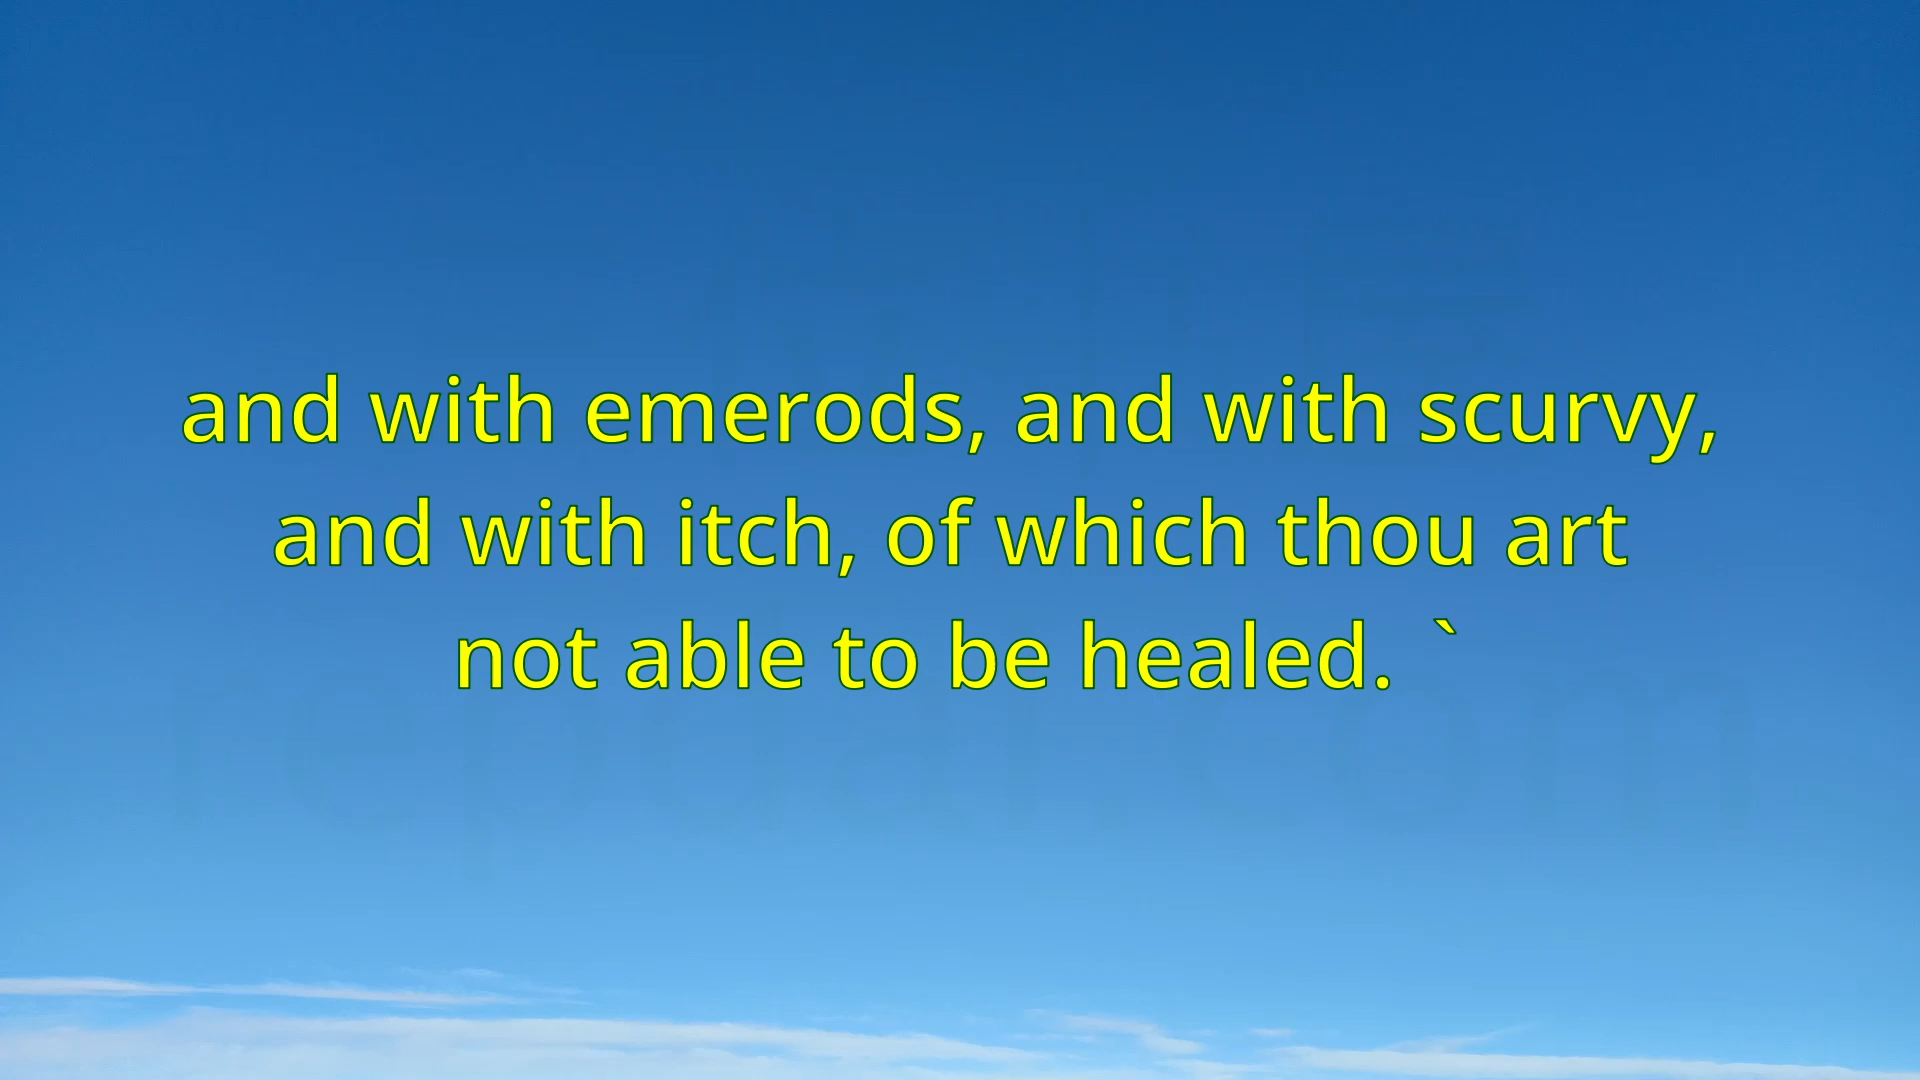 and with emerods, and with scurvy,
and with itch, of which thou art
not able to be healed. `